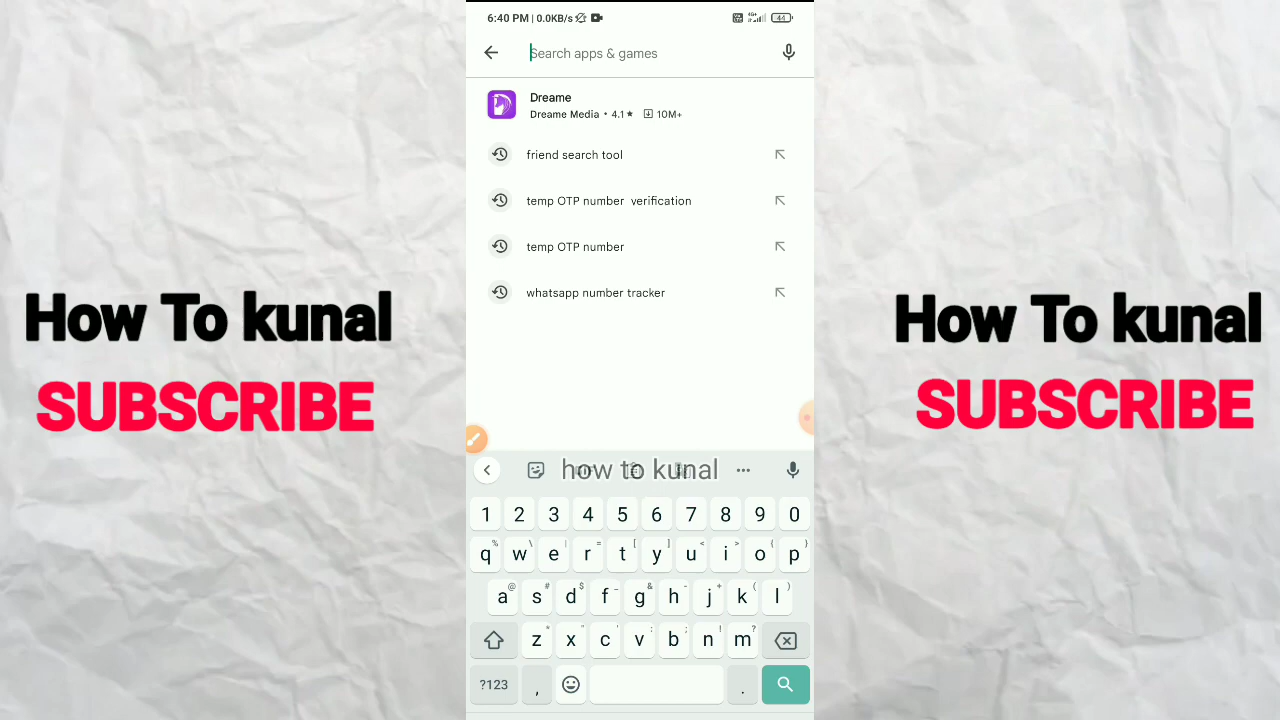 6:40 PM | 0.0KB/s
4G+
44
Search apps & games
Dreame
Dreame Media • 4.1★ 10M+
friend search tool
temp OTP number verification
temp OTP number
whatsapp number tracker
How To kunal
SUBSCRIBE
How To kunal
SUBSCRIBE
how to kunal
1 2 3 4 5 6 7 8 9 0
% \ | = [ ] < > { }
q w e r t y u i o p
@ # $ _ & - + ( )
a s d f g h j k l
* " ' : ; ! ?
z x c v b n m
?123 , .